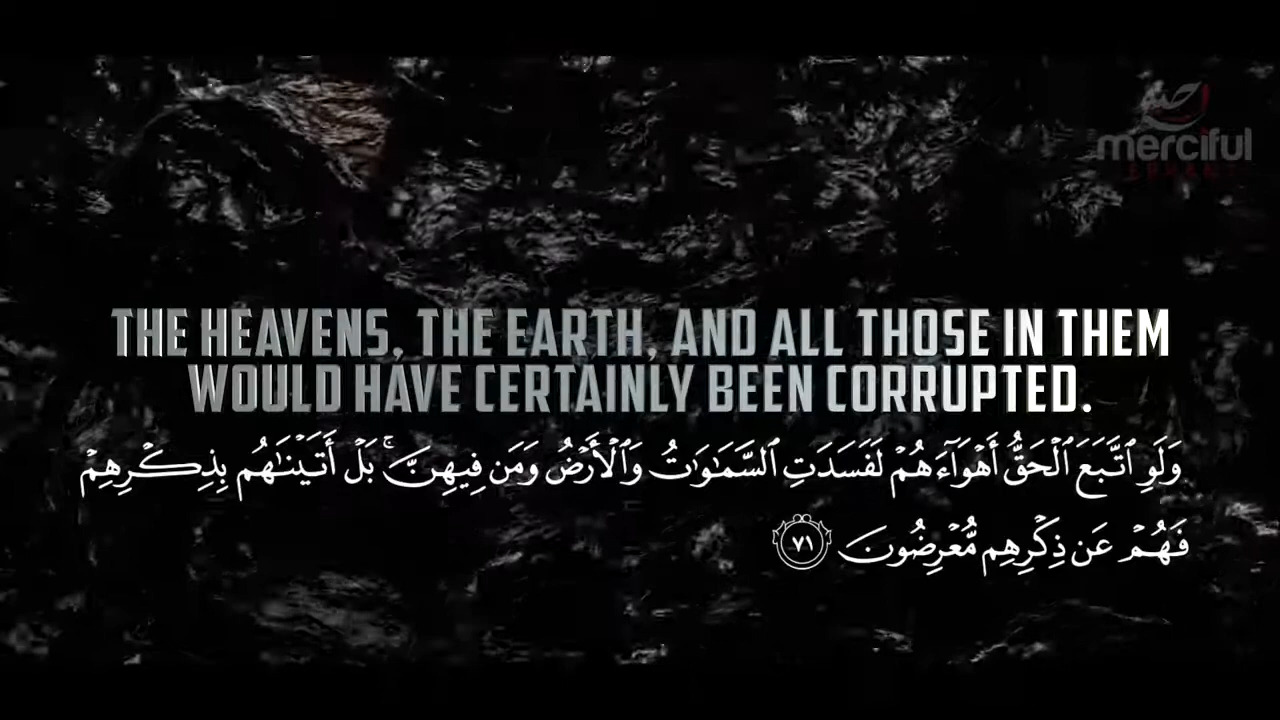 merciful
THE HEAVENS, THE EARTH, AND ALL THOSE IN THEM
WOULD HAVE CERTAINLY BEEN CORRUPTED.
وَلَوِ ٱتَّبَعَ ٱلْحَقُّ أَهْوَآءَهُمْ لَفَسَدَتِ ٱلسَّمَـٰوَٰتُ وَٱلْأَرْضُ وَمَن فِيهِنَّ ۚ بَلْ أَتَيْنَـٰهُم بِذِكْرِهِمْ
فَهُمْ عَن ذِكْرِهِم مُّعْرِضُونَ ٧١